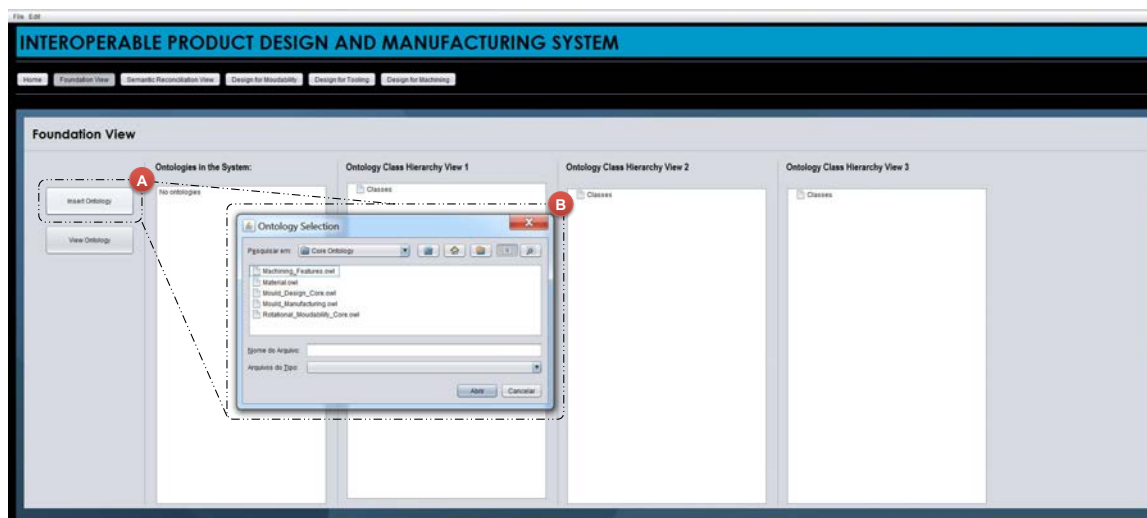 File Edit
INTEROPERABLE PRODUCT DESIGN AND MANUFACTURING SYSTEM
Home Foundation View Semantic Reconciliation View Design for Moudability Design for Tooling Design for Machining
Foundation View
Ontologies in the System: Ontology Class Hierarchy View 1 Ontology Class Hierarchy View 2 Ontology Class Hierarchy View 3
A
No ontologies Classes Classes Classes
Insert Ontology
B
View Ontology
Ontology Selection
Pesquisar em: Core Ontology
Machining_Features.owl
Material.owl
Mould_Design_Core.owl
Mould_Manufacturing.owl
Rotational_Moudability_Core.owl
Nome do Arquivo:
Arquivos do Tipo:
Abrir Cancelar